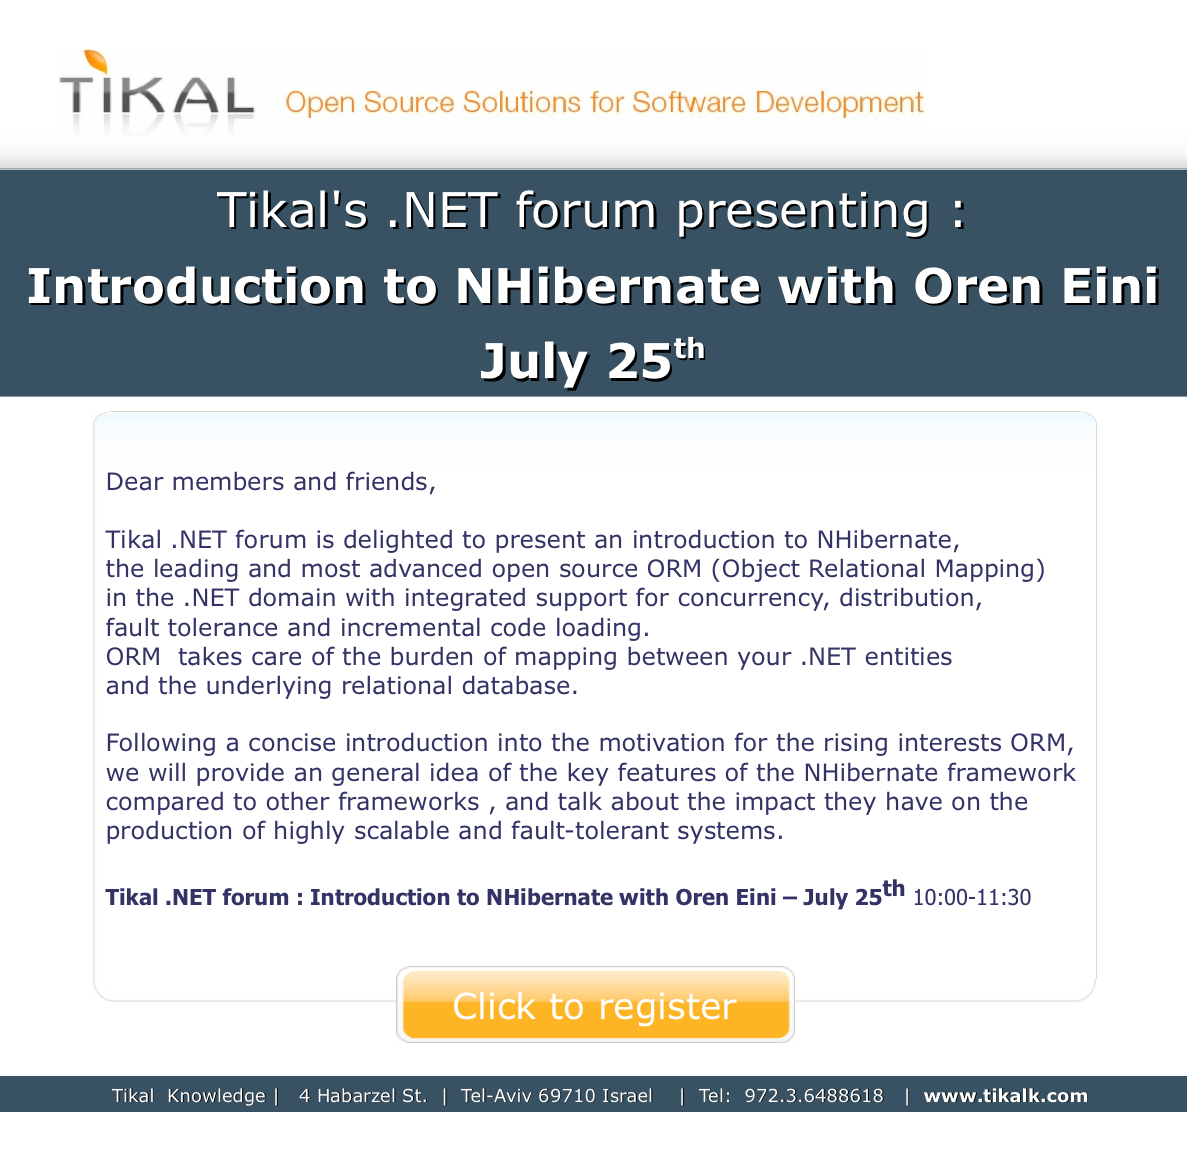 TIKAL Open Source Solutions for Software Development
Tikal's .NET forum presenting :
Introduction to NHibernate with Oren Eini
July 25th
Dear members and friends,
Tikal .NET forum is delighted to present an introduction to NHibernate,
the leading and most advanced open source ORM (Object Relational Mapping)
in the .NET domain with integrated support for concurrency, distribution,
fault tolerance and incremental code loading.
ORM takes care of the burden of mapping between your .NET entities
and the underlying relational database.
Following a concise introduction into the motivation for the rising interests ORM,
we will provide an general idea of the key features of the NHibernate framework
compared to other frameworks , and talk about the impact they have on the
production of highly scalable and fault-tolerant systems.
Tikal .NET forum : Introduction to NHibernate with Oren Eini – July 25th 10:00-11:30
Click to register
Tikal Knowledge | 4 Habarzel St. | Tel-Aviv 69710 Israel | Tel: 972.3.6488618 | www.tikalk.com